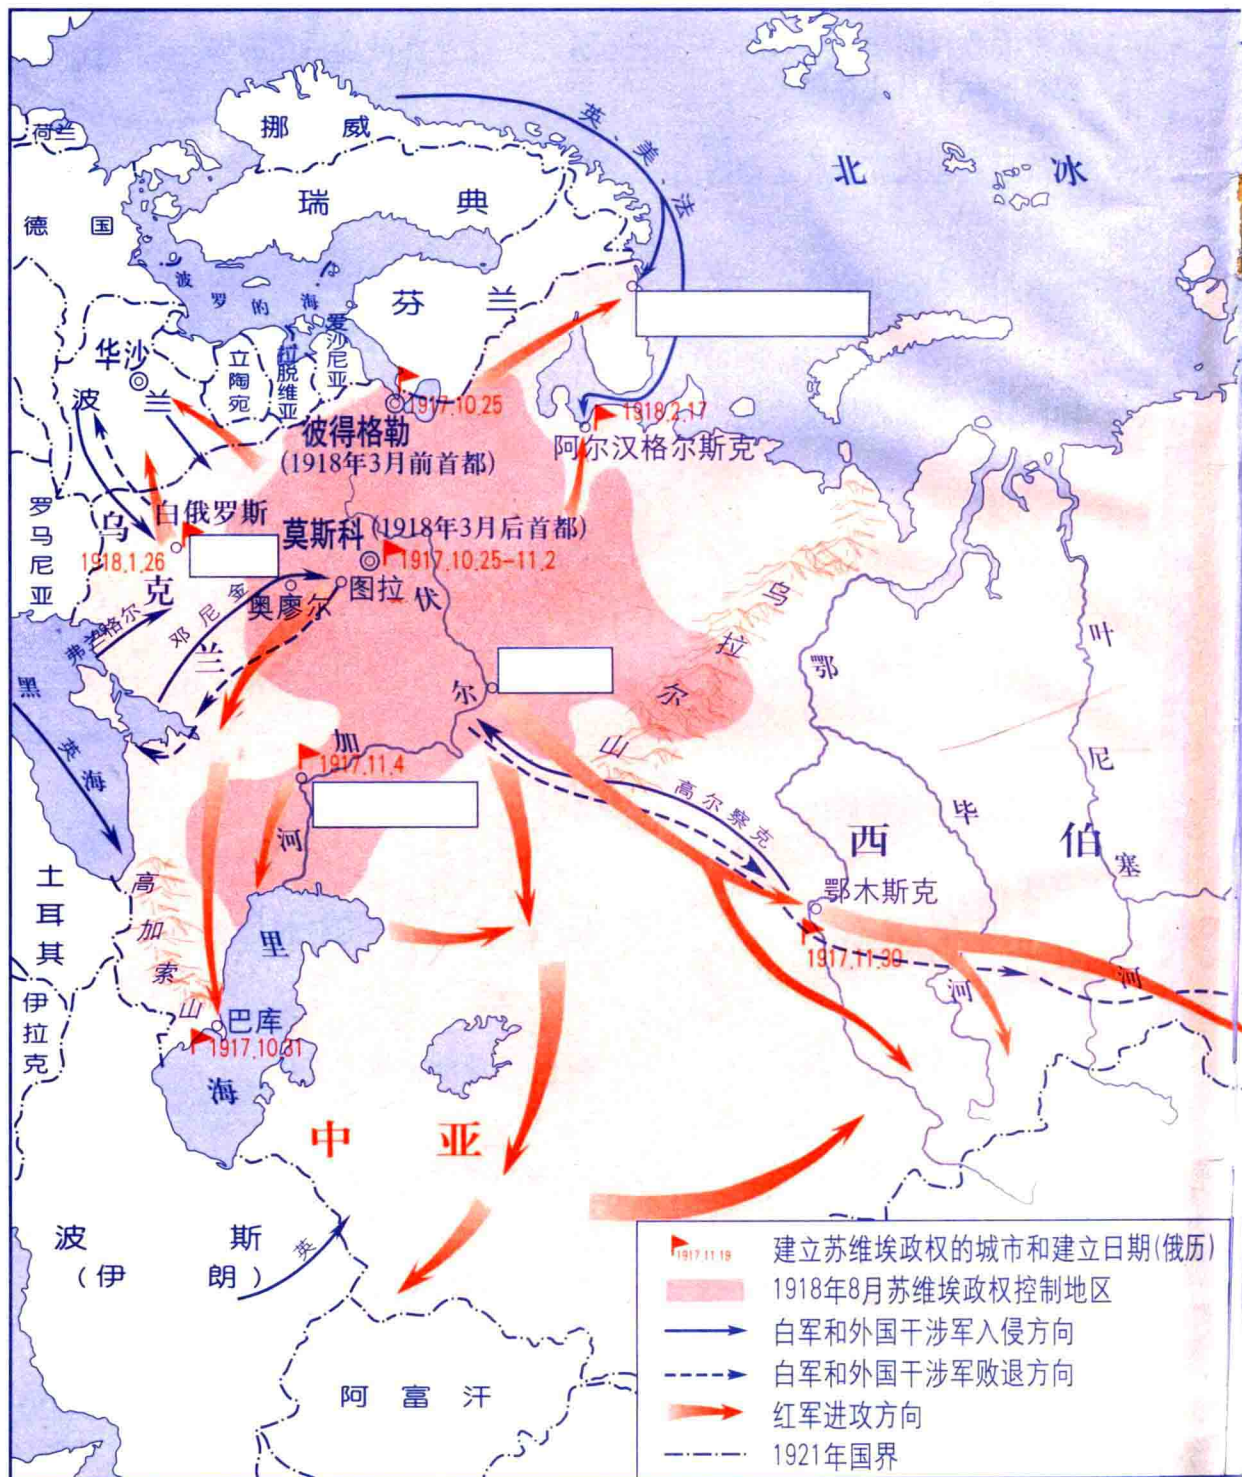 挪 威
英、美、法
北 冰
荷兰
瑞 典
德 国
波罗的海
芬 兰
爱沙尼亚
拉脱维亚
立陶宛
华沙
波 兰
1917.10.25
彼得格勒
(1918年3月前首都)
1918.2.17
阿尔汉格尔斯克
罗马尼亚
白俄罗斯
乌克兰
1918.1.26
莫斯科(1918年3月后首都)
1917.10.25-11.2
图拉
奥廖尔
邓尼金
弗兰格尔
伏尔加河
乌拉尔山
鄂毕河
叶尼塞河
黑海
英
1917.11.4
高尔察克
西伯
鄂木斯克
1917.11.30
土耳其
高加索山
里海
伊拉克
巴库
1917.10.31
中 亚
波 斯
(伊 朗)
英
阿 富 汗
1917.11.19
建立苏维埃政权的城市和建立日期(俄历)
1918年8月苏维埃政权控制地区
白军和外国干涉军入侵方向
白军和外国干涉军败退方向
红军进攻方向
1921年国界